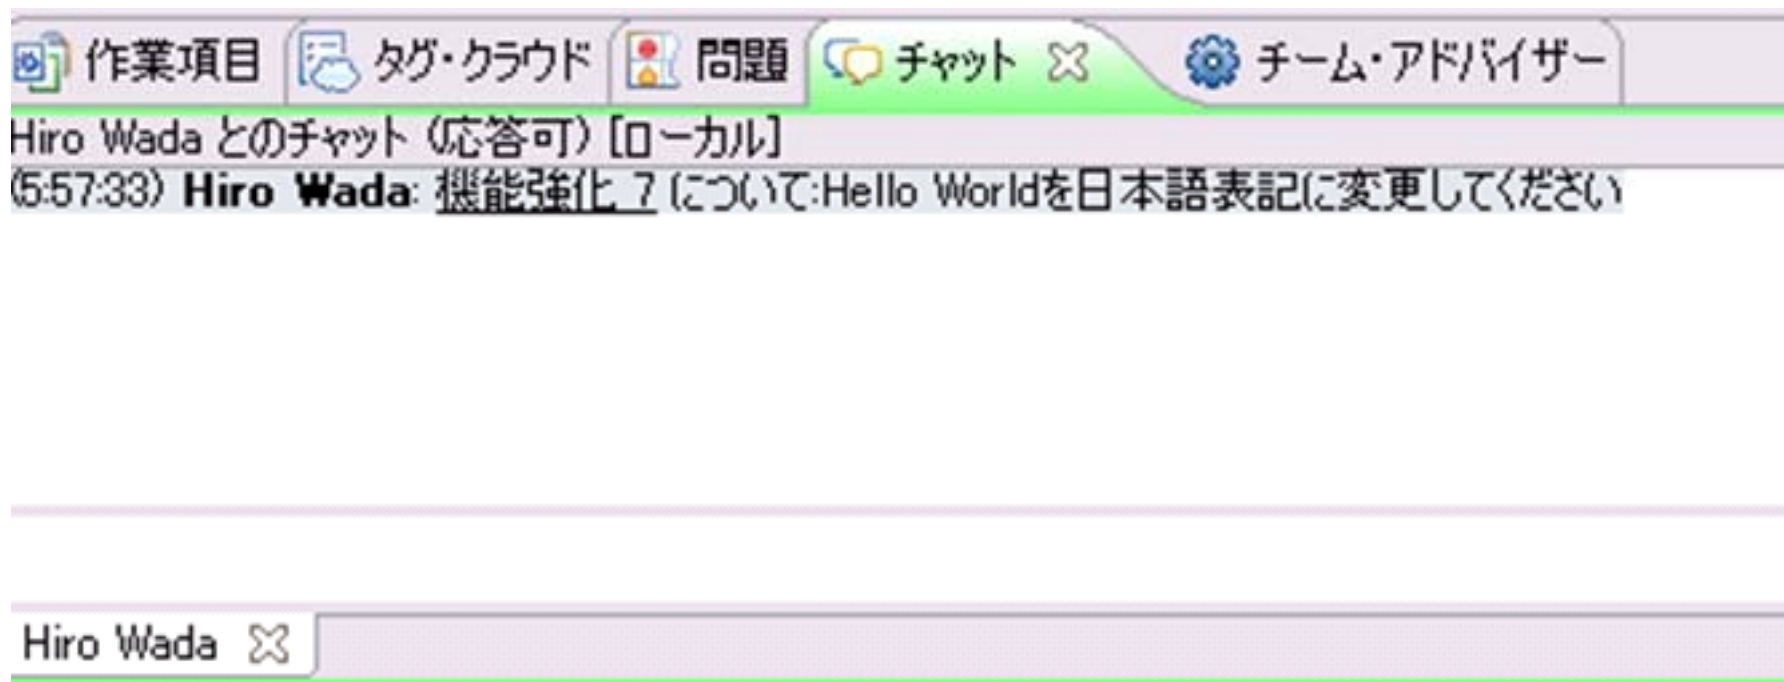 作業項目 タグ・クラウド 問題 チャット チーム・アドバイザー
Hiro Wada とのチャット (応答可) [ローカル]
(5:57:33) Hiro Wada: 機能強化 7 について:Hello Worldを日本語表記に変更してください
Hiro Wada